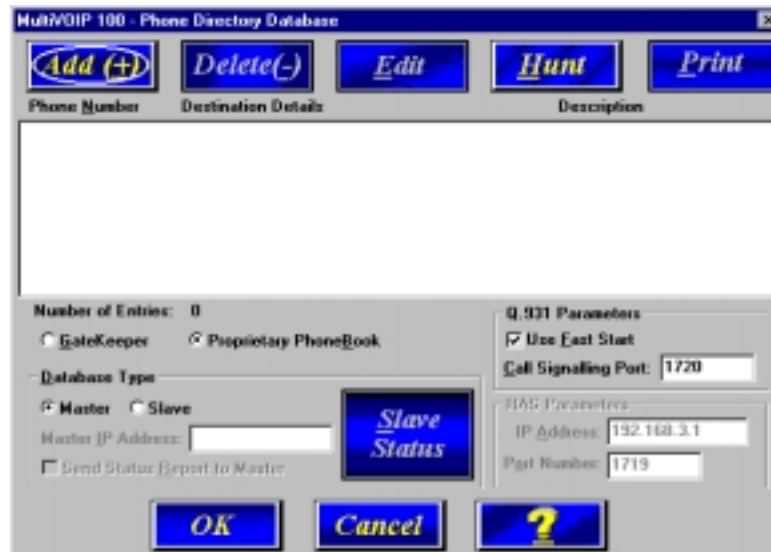 MultiVOIP 100 - Phone Directory Database
Add (+) Delete(-) Edit Hunt Print
Phone Number Destination Details Description
Number of Entries: 0
GateKeeper Proprietary PhoneBook
Database Type
Master Slave
Master IP Address:
Send Status Report to Master
Slave Status
Q.931 Parameters
Use Fast Start
Call Signalling Port: 1720
RAS Parameters
IP Address: 192.168.3.1
Port Number: 1719
OK Cancel ?